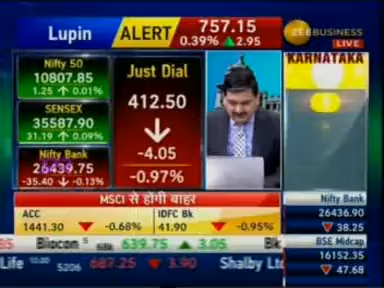 Lupin ALERT 757.15
0.39% ▲ 2.95
ZEE BUSINESS
LIVE
Nifty 50
10807.85
1.25 ↑ 0.01%
SENSEX
35587.90
31.19 ↑ 0.09%
Nifty Bank
26439.75
-35.40 ↓ -0.13%
Just Dial
412.50
↓
-4.05
-0.97%
KARNATAKA
MSCI से होगी बाहर
ACC
1441.30 ▼ -0.68%
IDFC Bk
41.90 ▼ -0.95%
Nifty Bank
26436.90
▼ 38.25
BSE Midcap
16152.35
▼ 47.68
Biocon 639.75 ▲ 3.05
Life 10:00 5206 687.25 ▼ 3.90 Shalby